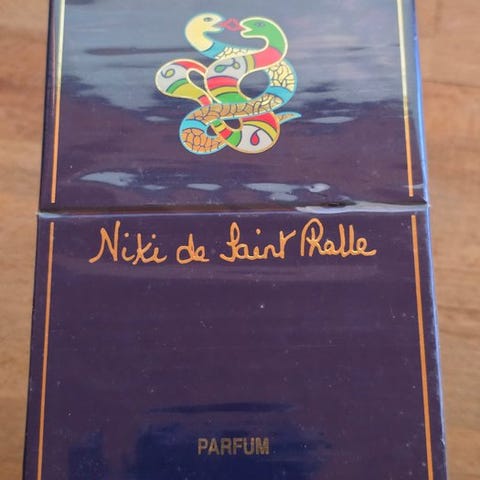 Niki de Saint Phalle
PARFUM